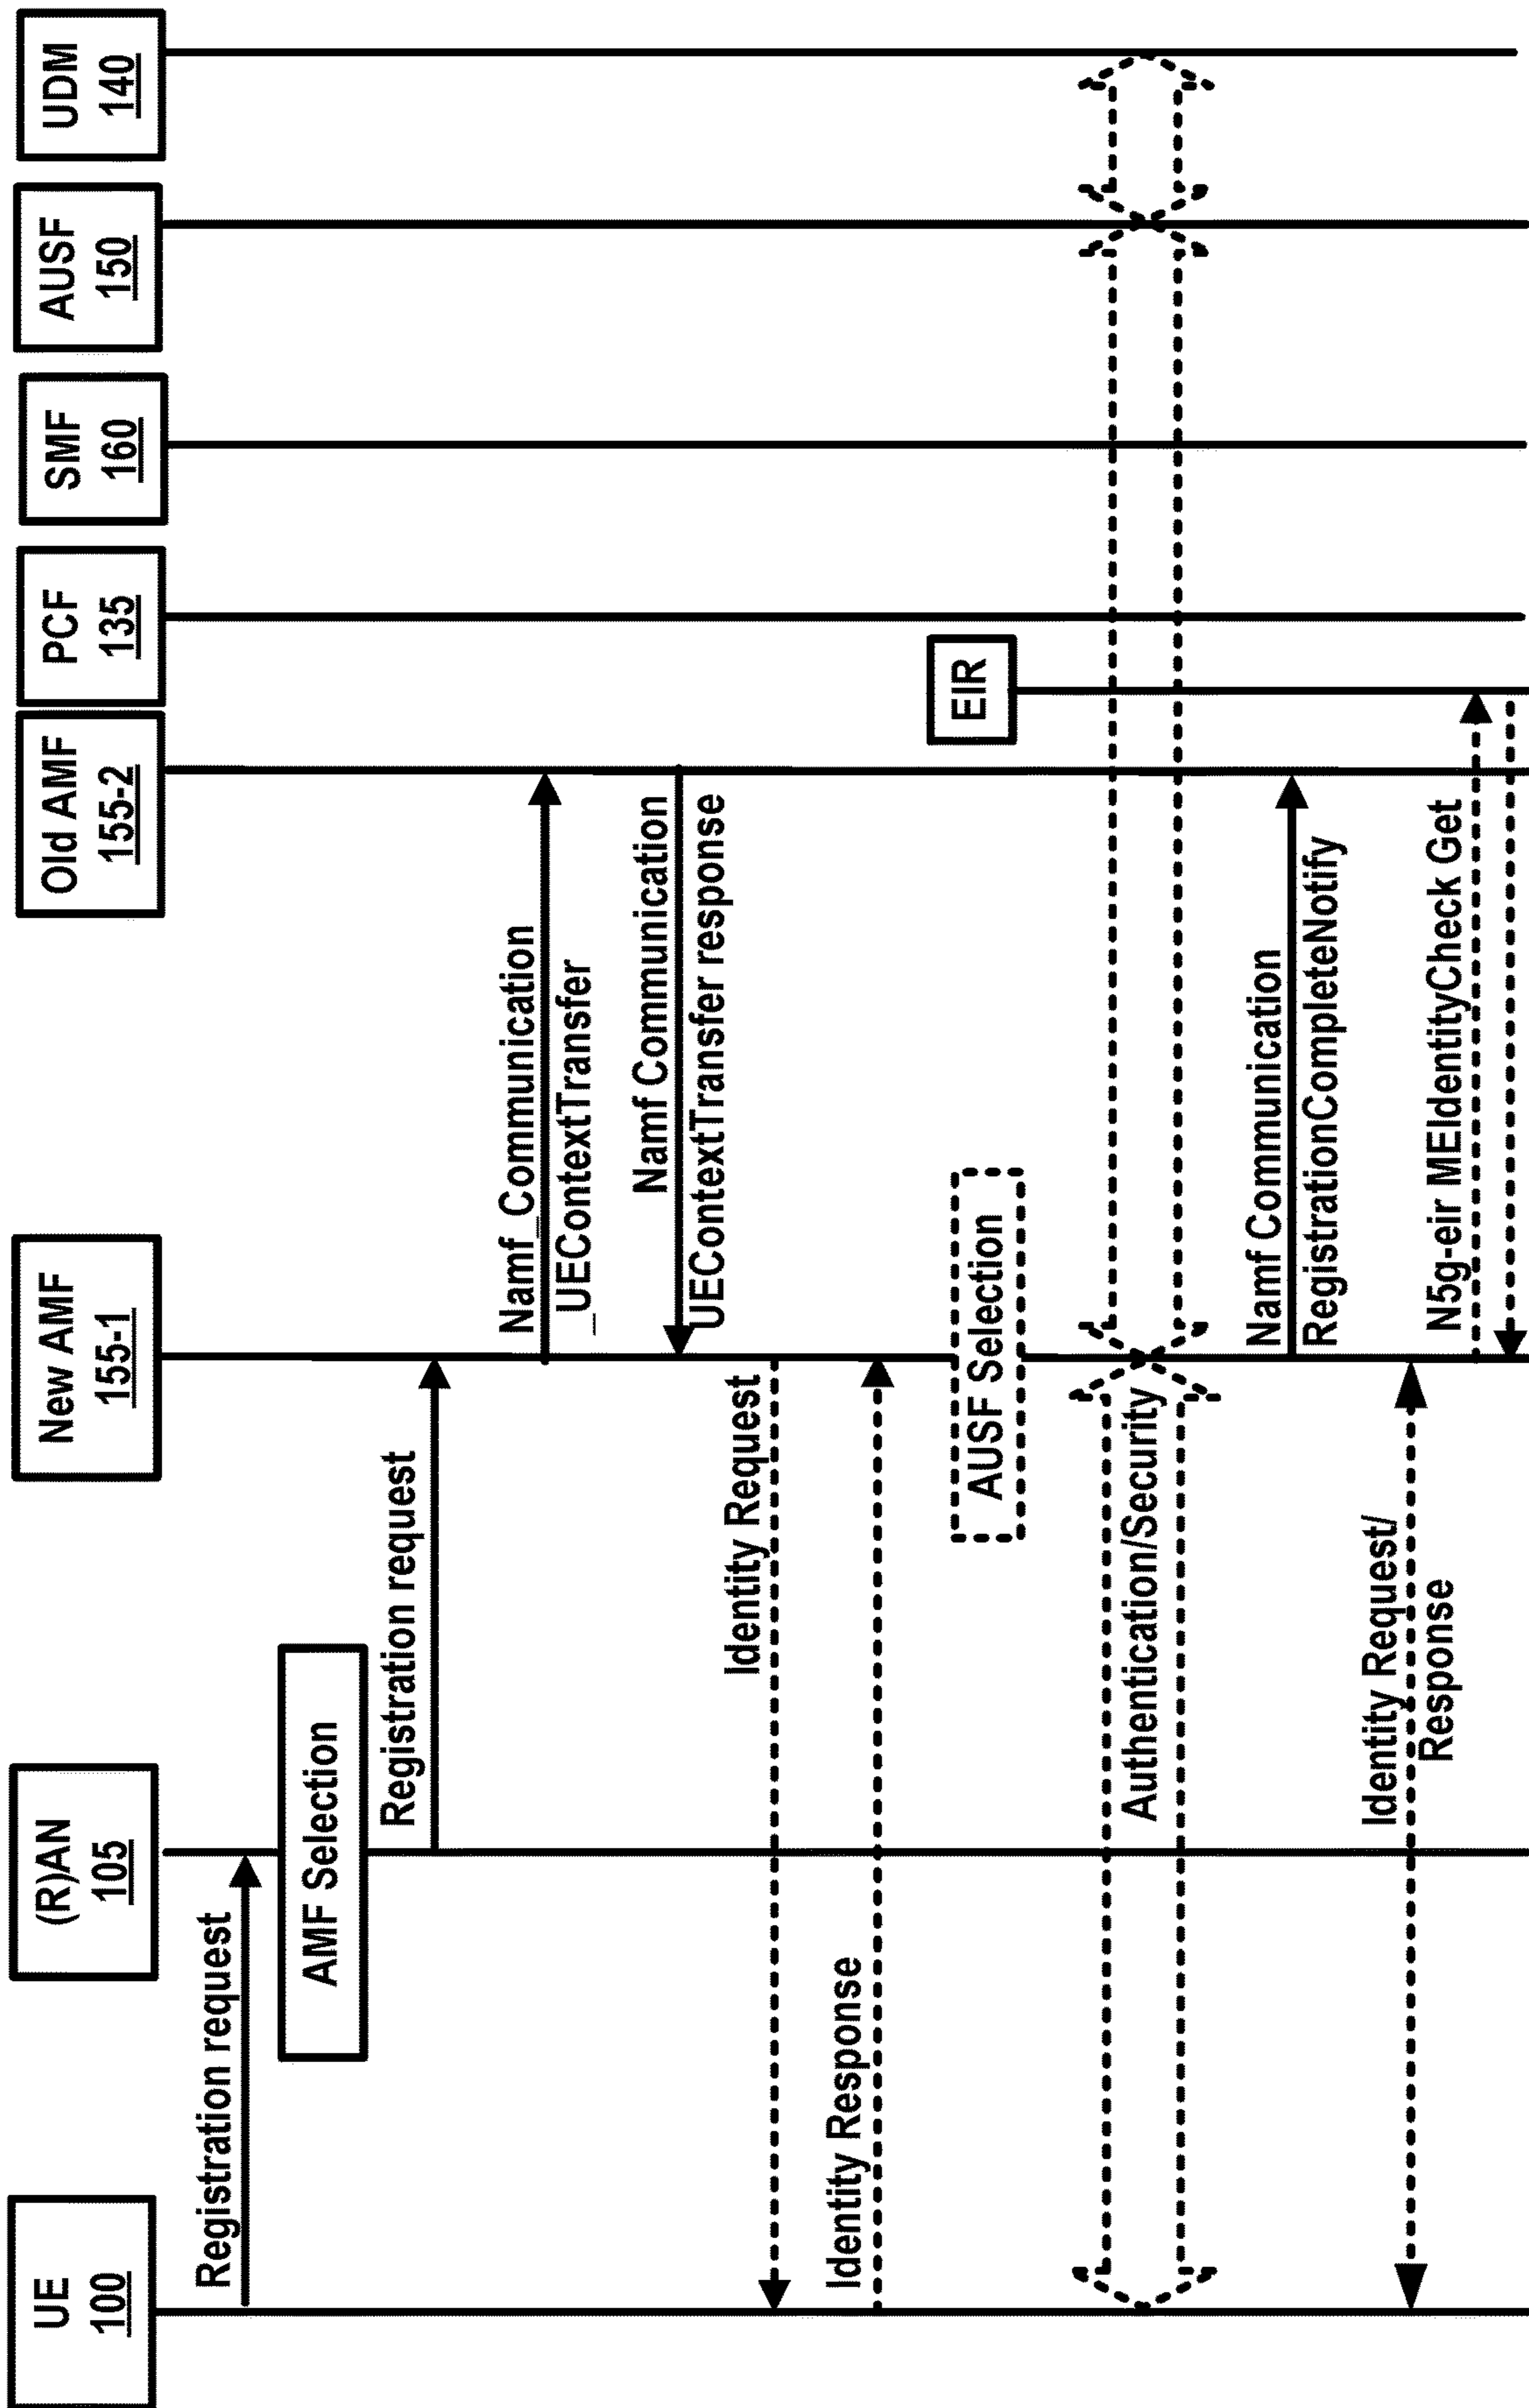 UE
100
(R)AN
105
New AMF
155-1
Old AMF
155-2
PCF
135
SMF
160
AUSF
150
UDM
140
Registration request
AMF Selection
Registration request
Namf_Communication
_UEContextTransfer
Namf Communication
UEContextTransfer response
Identity Request
Identity Response
EIR
AUSF Selection
Authentication/Security
Namf Communication
RegistrationCompleteNotify
Identity Request/
Response
N5g-eir MEIdentityCheck Get